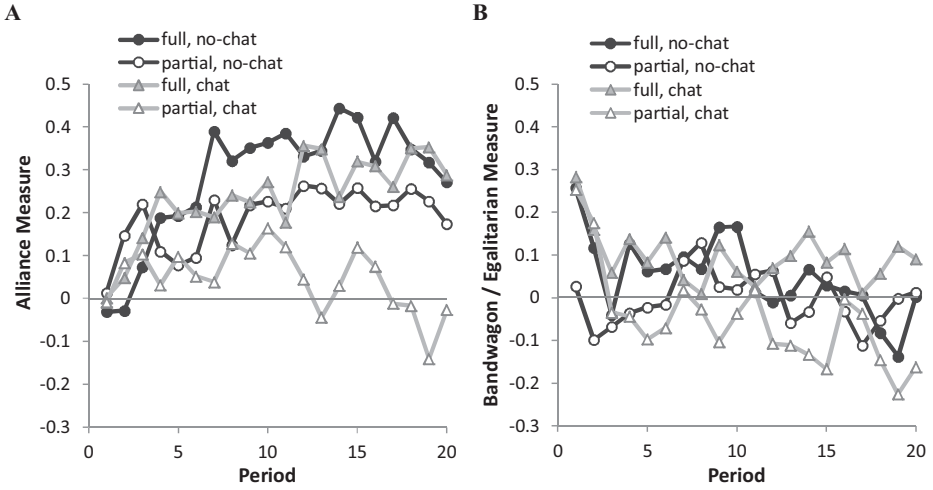 A
full, no-chat
partial, no-chat
full, chat
partial, chat
0.5
0.4
0.3
0.2
0.1
0
-0.1
-0.2
-0.3
0 5 10 15 20
Alliance Measure
Period
B
full, no-chat
partial, no-chat
full, chat
partial, chat
0.5
0.4
0.3
0.2
0.1
0
-0.1
-0.2
-0.3
0 5 10 15 20
Bandwagon / Egalitarian Measure
Period